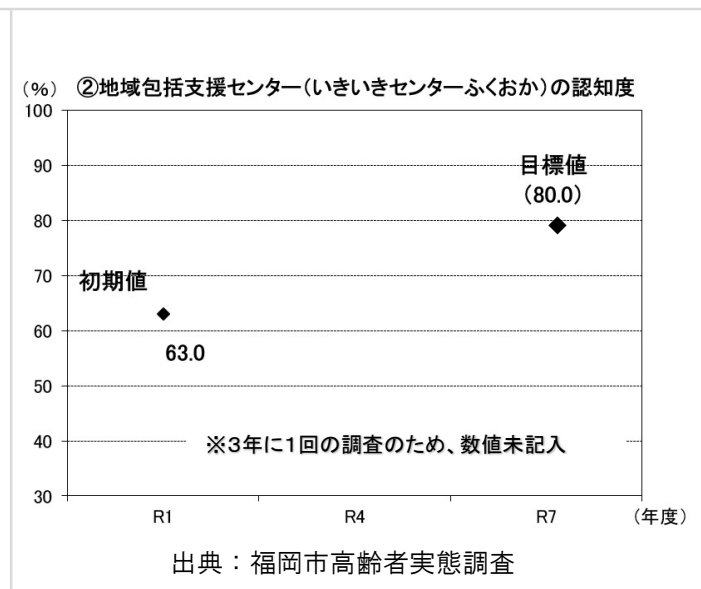 （％） ②地域包括支援センター（いきいきセンターふくおか）の認知度
100
90
目標値
（80.0）
80
70
初期値
60
63.0
50
40
※３年に１回の調査のため、数値未記入
30
R1 R4 R7 （年度）
出典：福岡市高齢者実態調査